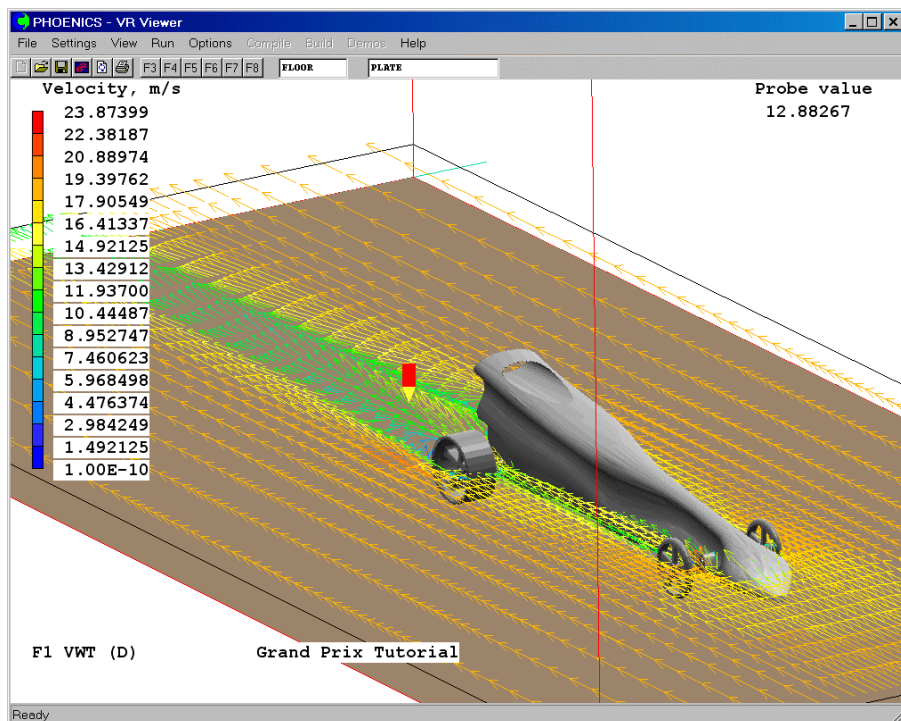 PHOENICS - VR Viewer
File Settings View Run Options Compile Build Demos Help
F3 F4 F5 F6 F7 F8 FLOOR PLATE
Velocity, m/s
23.87399
22.38187
20.88974
19.39762
17.90549
16.41337
14.92125
13.42912
11.93700
10.44487
8.952747
7.460623
5.968498
4.476374
2.984249
1.492125
1.00E-10
Probe value
12.88267
F1 VWT (D)
Grand Prix Tutorial
Ready